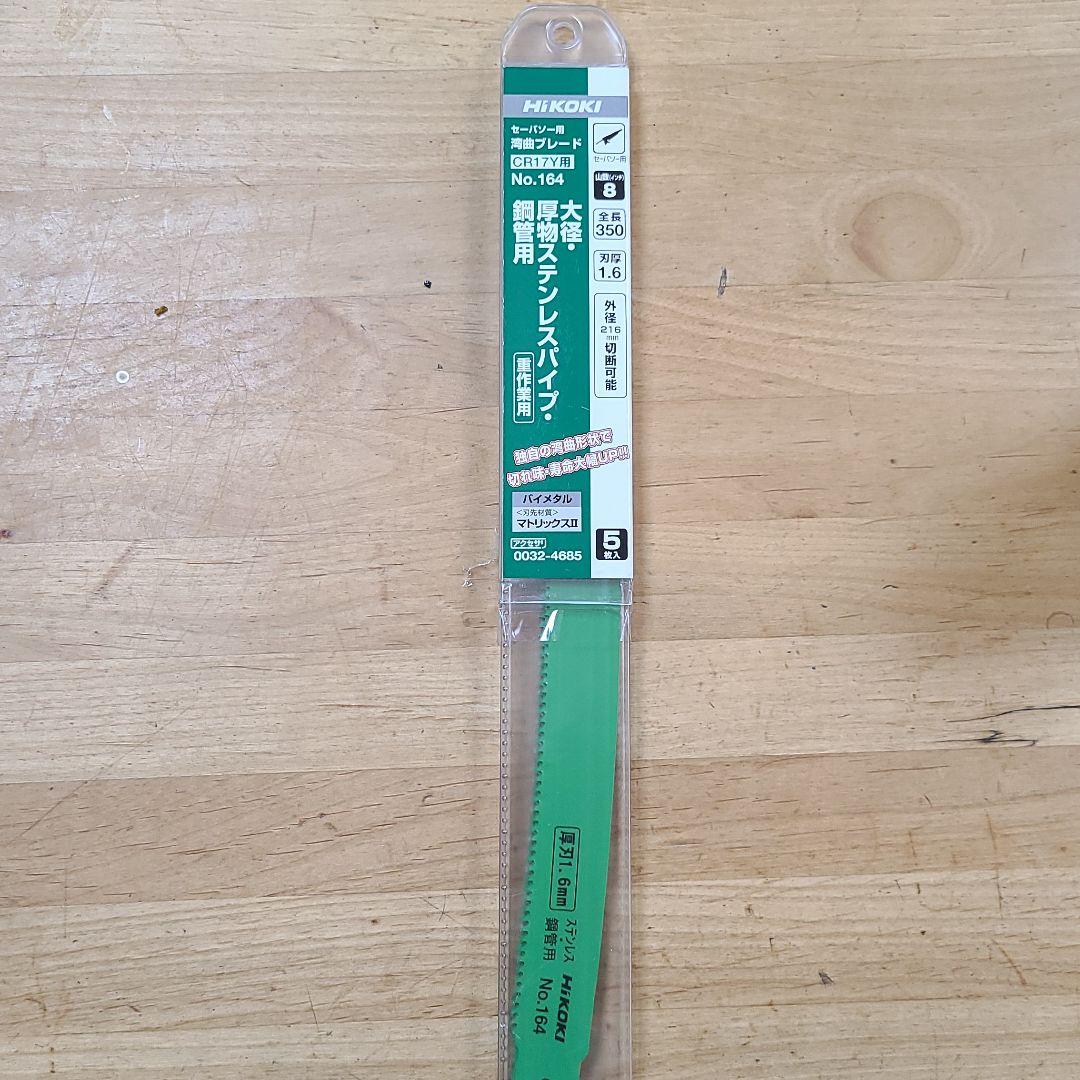 HiKOKI
セーバソー用
湾曲ブレード
CR17Y用
No.164
大径・
厚物ステンレスパイプ・
鋼管用
重作業用
独自の湾曲形状で
切れ味・寿命大幅UP!!!
バイメタル
<刃先材質>
マトリックスII
アクセサリ
0032-4685
セーバソー用
山数(インチ)
8
全長
350
刃厚
1.6
外径
216
mm
切断可能
5
枚入
厚刃1.6mm
ステンレス
鋼管用
HiKOKI
No.164